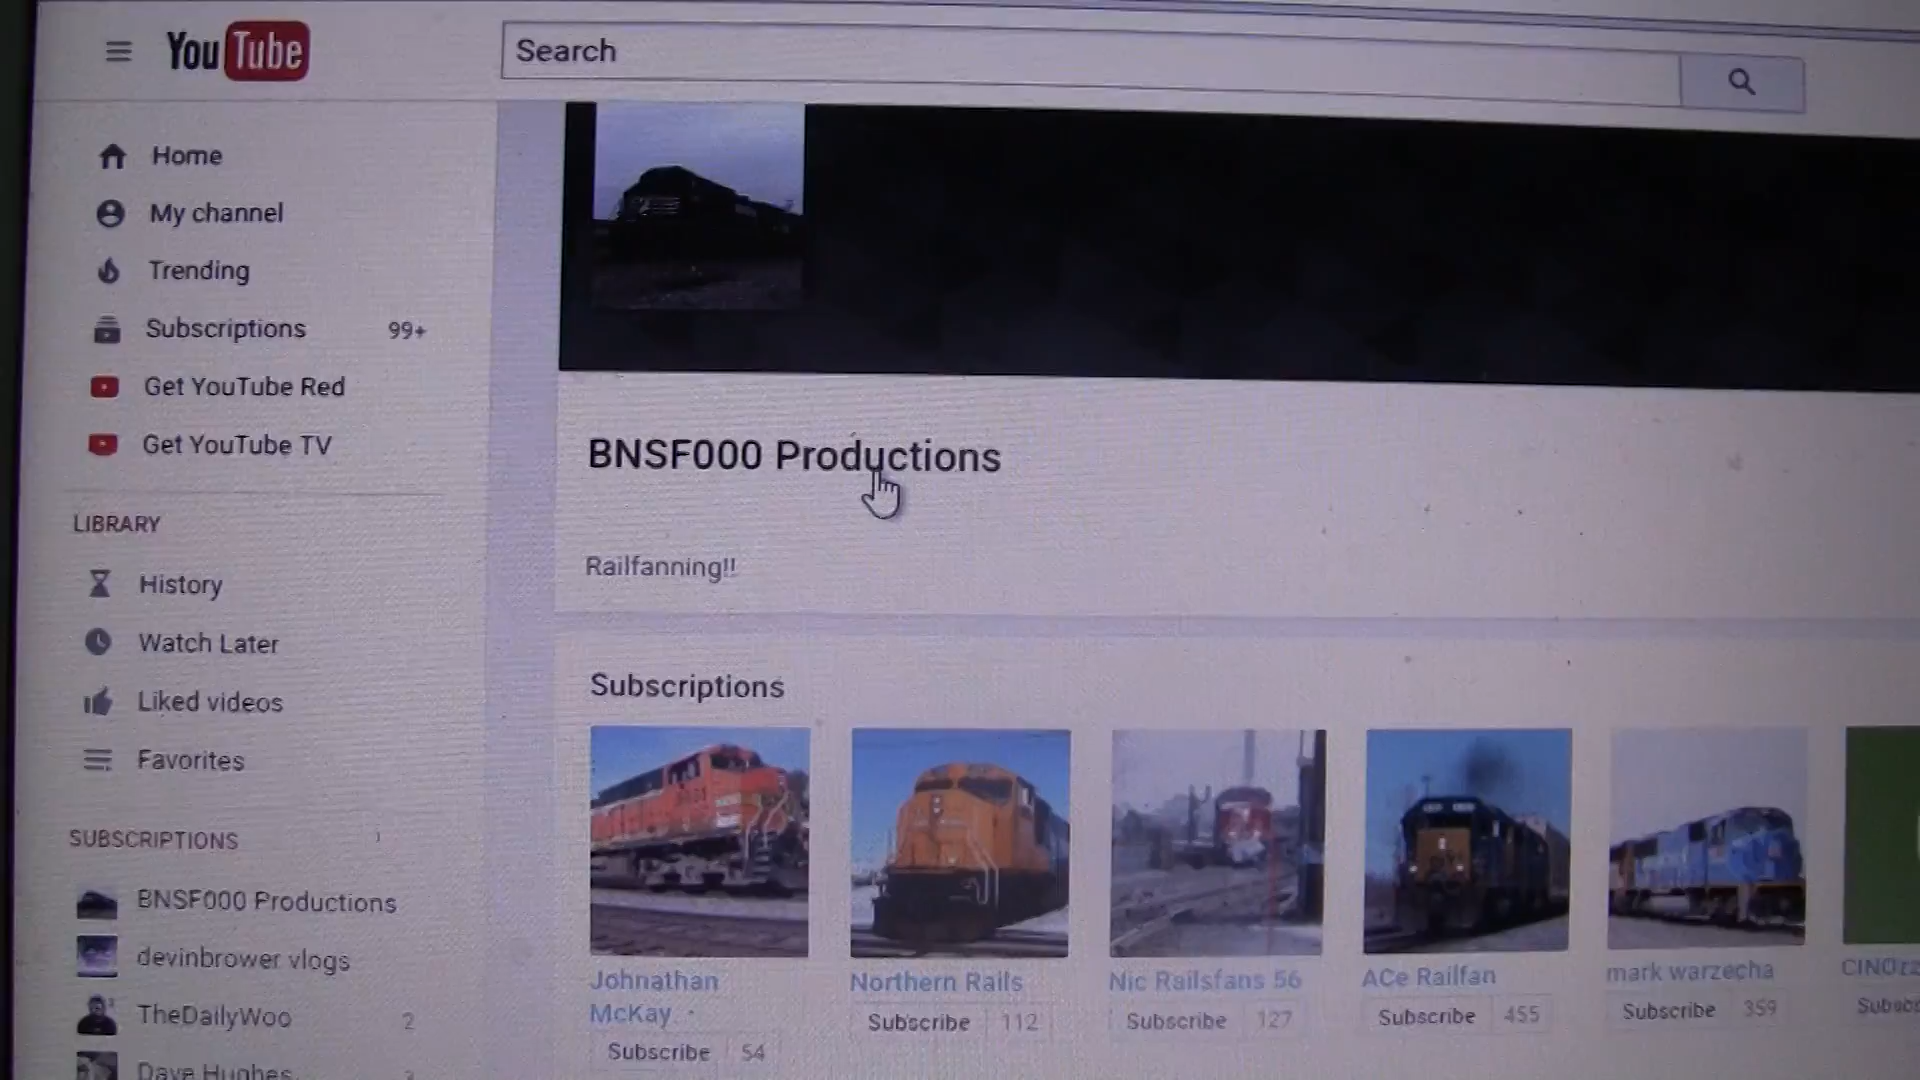 YouTube
Search
Home
My channel
Trending
Subscriptions 99+
Get YouTube Red
Get YouTube TV
LIBRARY
History
Watch Later
Liked videos
Favorites
SUBSCRIPTIONS
BNSF000 Productions
devinbrower vlogs
TheDailyWoo 2
Dave Hughes
BNSF000 Productions
Railfanning!!
Subscriptions
Johnathan
McKay
Subscribe 54
Northern Rails
Subscribe 112
Nic Railsfans 56
Subscribe 127
ACe Railfan
Subscribe 455
mark warzecha
Subscribe 359